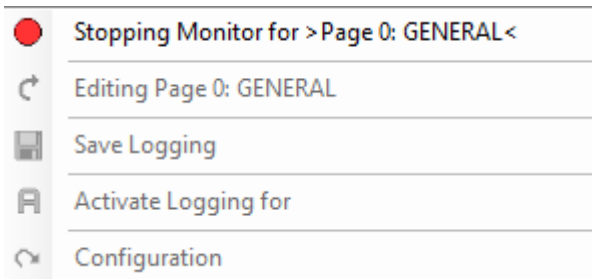 Stopping Monitor for >Page 0: GENERAL<
Editing Page 0: GENERAL
Save Logging
Activate Logging for
Configuration